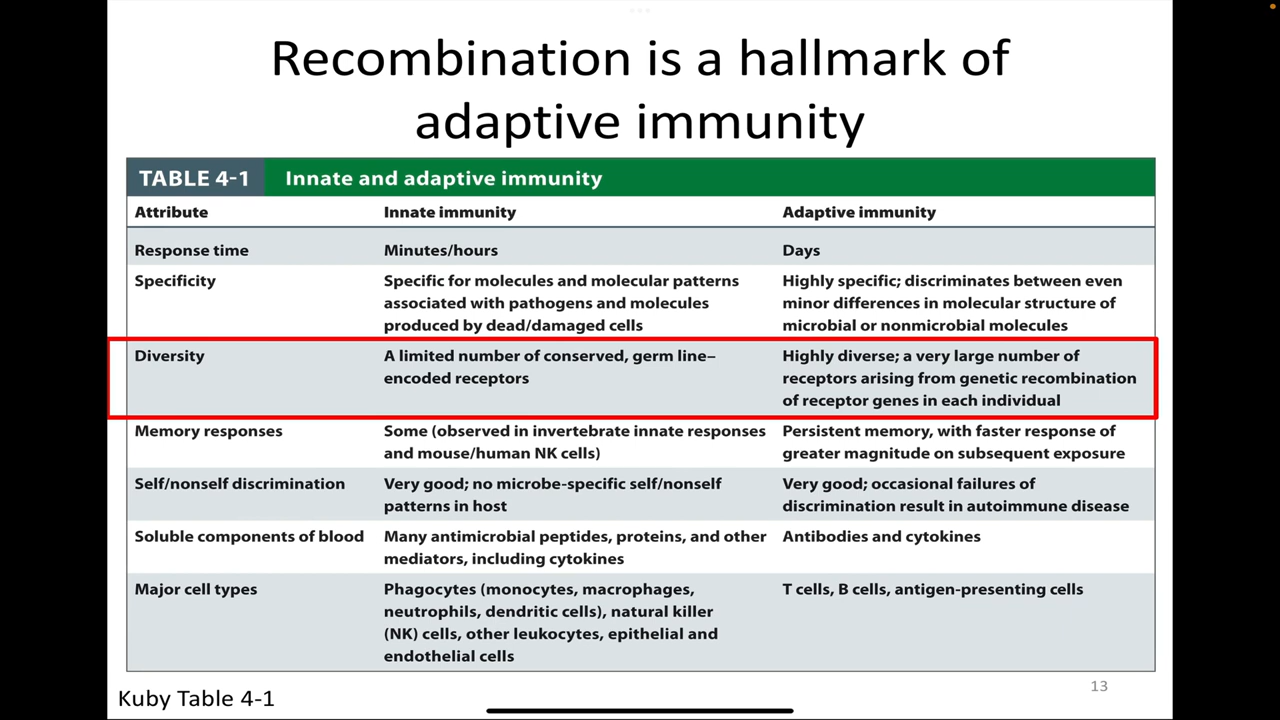 Recombination is a hallmark of
adaptive immunity
TABLE 4-1 Innate and adaptive immunity
Attribute Innate immunity Adaptive immunity
Response time Minutes/hours Days
Specificity Specific for molecules and molecular patterns Highly specific; discriminates between even
associated with pathogens and molecules minor differences in molecular structure of
produced by dead/damaged cells microbial or nonmicrobial molecules
Diversity A limited number of conserved, germ line– Highly diverse; a very large number of
encoded receptors receptors arising from genetic recombination
of receptor genes in each individual
Memory responses Some (observed in invertebrate innate responses Persistent memory, with faster response of
and mouse/human NK cells) greater magnitude on subsequent exposure
Self/nonself discrimination Very good; no microbe-specific self/nonself Very good; occasional failures of
patterns in host discrimination result in autoimmune disease
Soluble components of blood Many antimicrobial peptides, proteins, and other Antibodies and cytokines
mediators, including cytokines
Major cell types Phagocytes (monocytes, macrophages, T cells, B cells, antigen-presenting cells
neutrophils, dendritic cells), natural killer
(NK) cells, other leukocytes, epithelial and
endothelial cells
Kuby Table 4-1
13